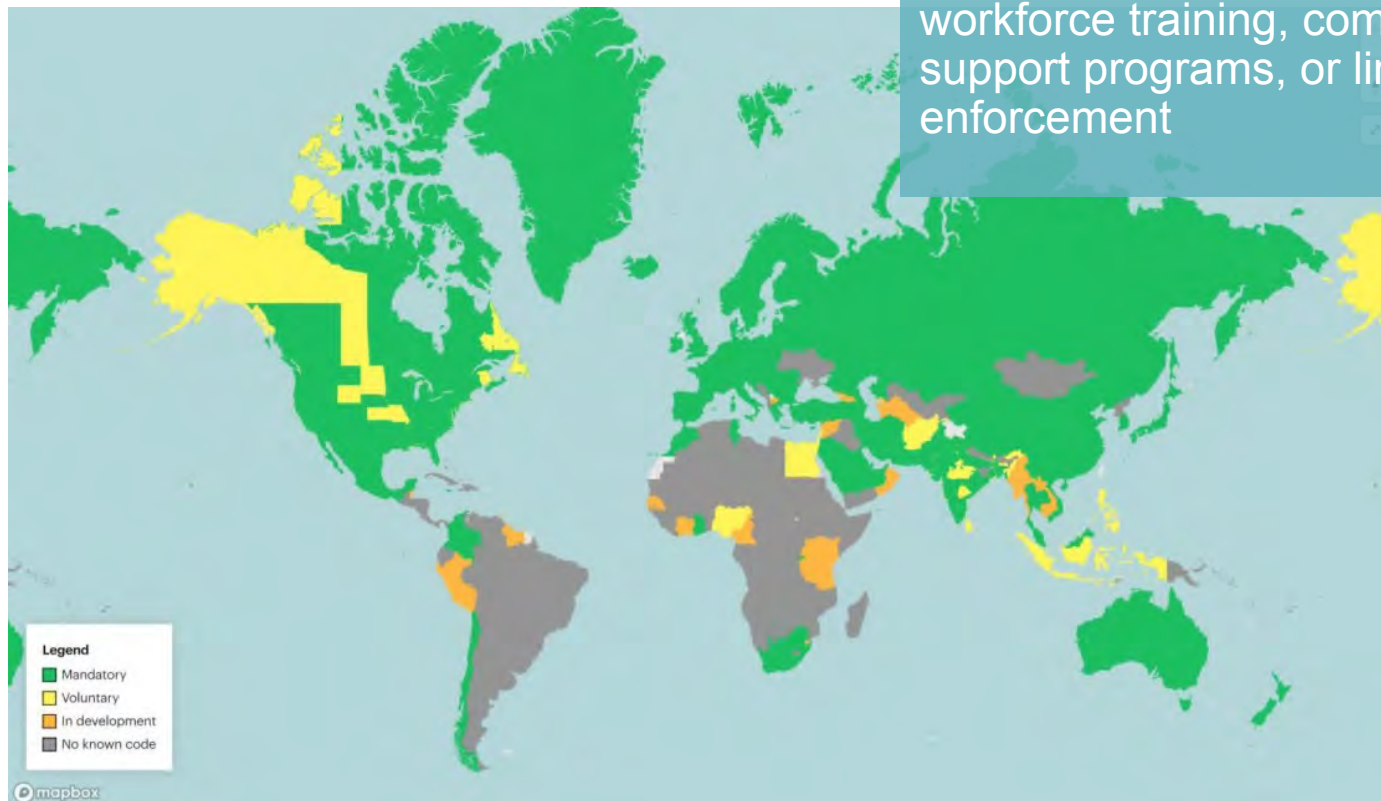 workforce training, com
support programs, or li
enforcement
Legend
Mandatory
Voluntary
In development
No known code
mapbox